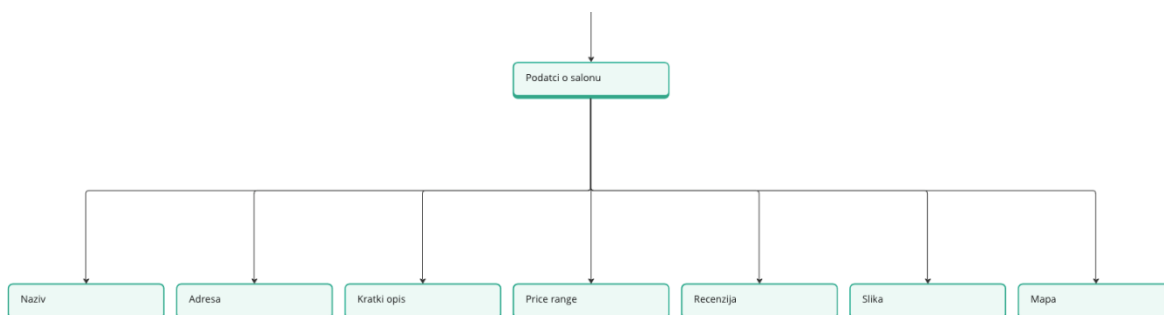 Podatci o salonu
Naziv
Adresa
Kratki opis
Price range
Recenzija
Slika
Mapa